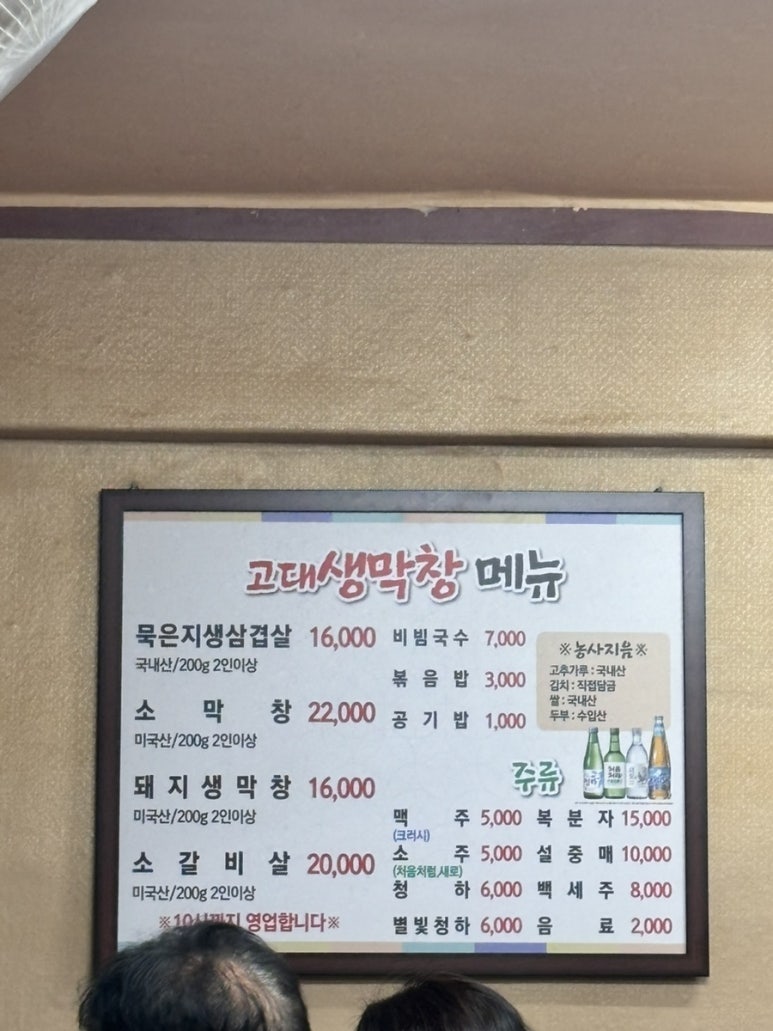 고대생막창 메뉴
묵은지생삼겹살 16,000
국내산/200g 2인이상
소 막 창 22,000
미국산/200g 2인이상
돼지생막창 16,000
미국산/200g 2인이상
소 갈 비 살 20,000
미국산/200g 2인이상
※10시까지 영업합니다※
비빔국수 7,000
볶 음 밥 3,000
공 기 밥 1,000
※농사지음※
고추가루 : 국내산
김치 : 직접담금
쌀 : 국내산
두부 : 수입산
주류
맥 주 5,000
(크러시)
소 주 5,000
(처음처럼,새로)
청 하 6,000
별빛청하 6,000
복 분 자 15,000
설 중 매 10,000
백 세 주 8,000
음 료 2,000